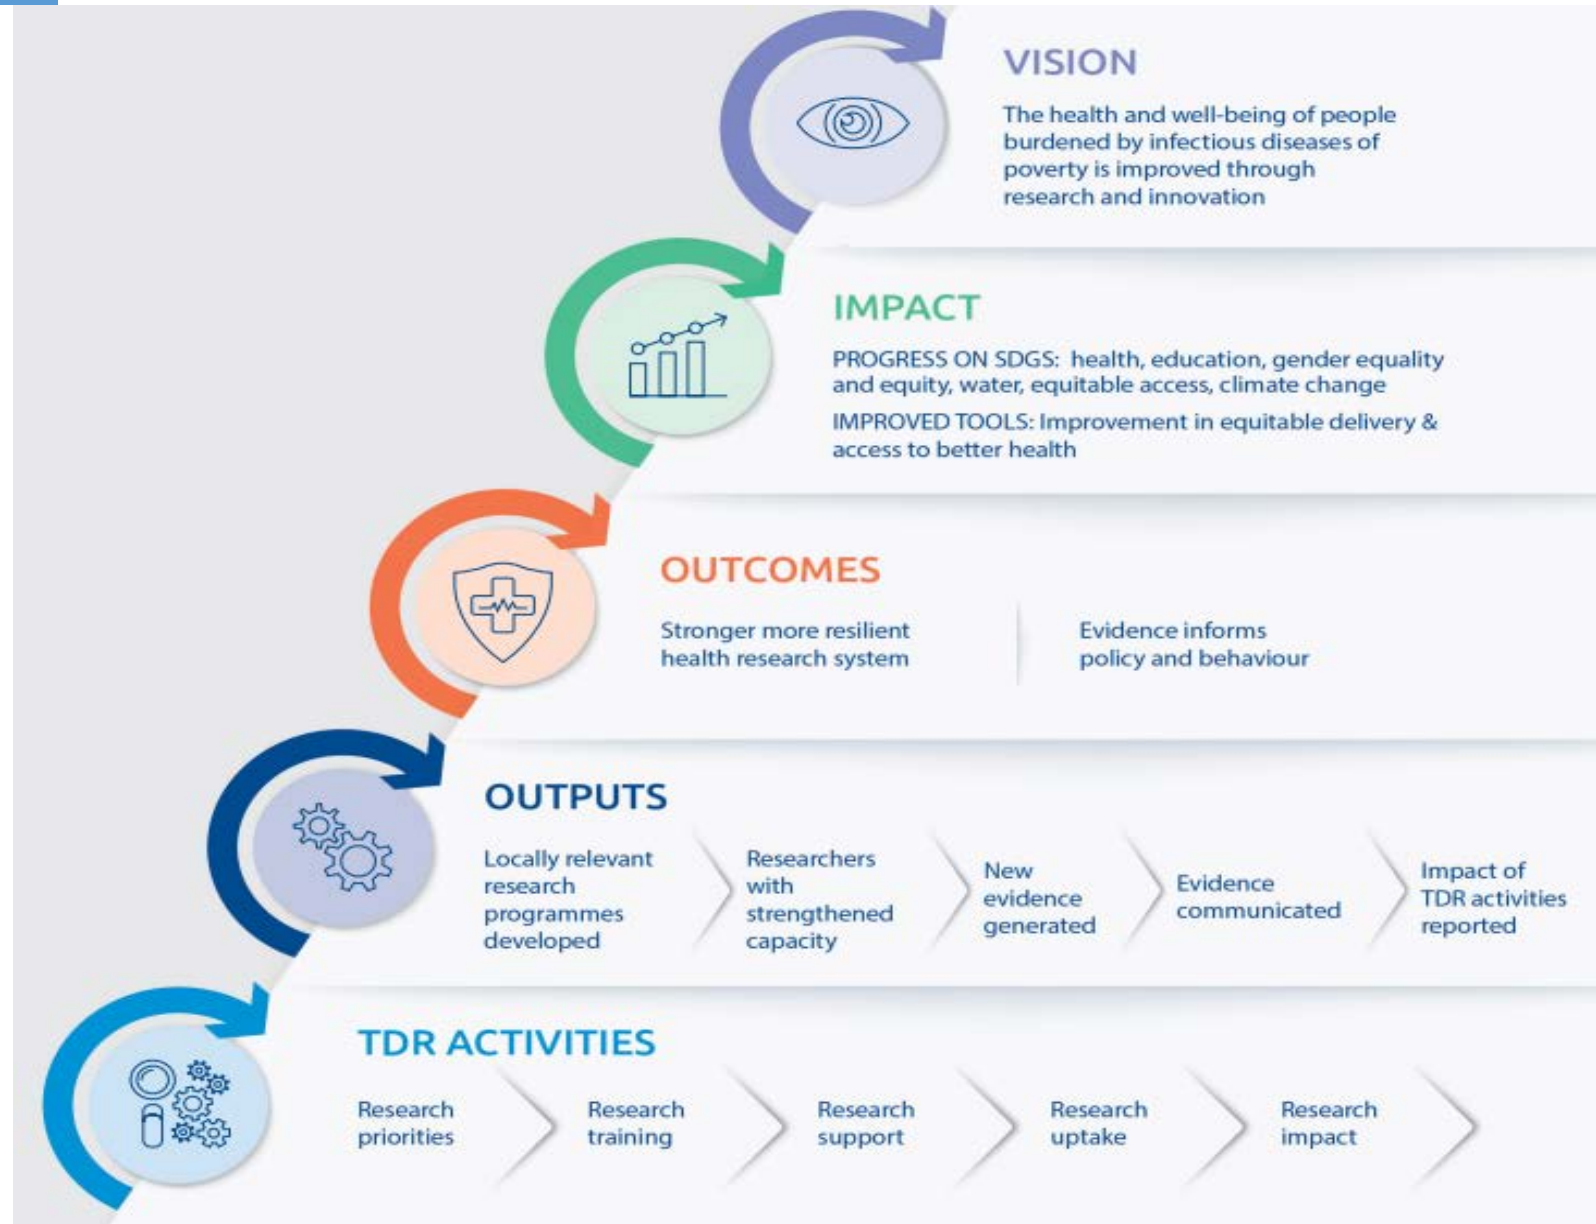 VISION
The health and well-being of people
burdened by infectious diseases of
poverty is improved through
research and innovation
IMPACT
PROGRESS ON SDGS: health, education, gender equality
and equity, water, equitable access, climate change
IMPROVED TOOLS: Improvement in equitable delivery &
access to better health
OUTCOMES
Stronger more resilient
health research system
Evidence informs
policy and behaviour
OUTPUTS
Locally relevant
research
programmes
developed
Researchers
with
strengthened
capacity
New
evidence
generated
Evidence
communicated
Impact of
TDR activities
reported
TDR ACTIVITIES
Research
priorities
Research
training
Research
support
Research
uptake
Research
impact